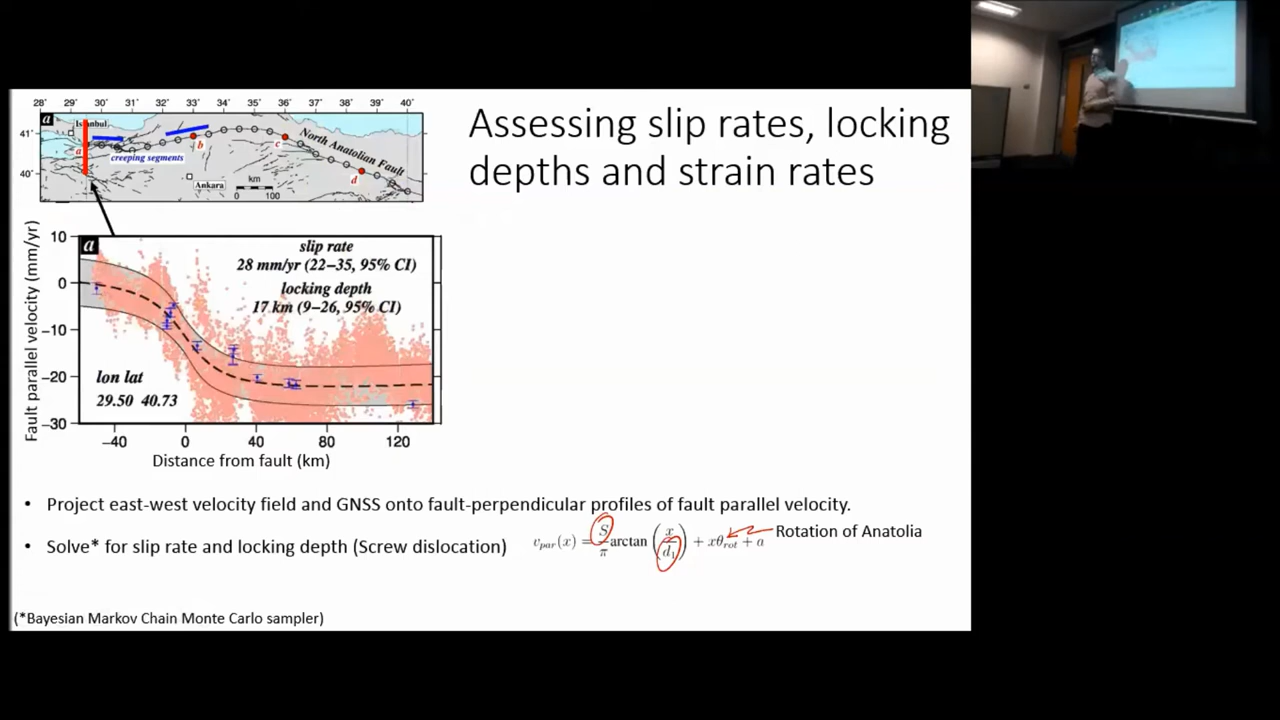 Assessing slip rates, locking
depths and strain rates
28˚ 29˚ 30˚ 31˚ 32˚ 33˚ 34˚ 35˚ 36˚ 37˚ 38˚ 39˚ 40˚
a
Istanbul
41˚
a
creeping segments
b
c
North Anatolian Fault
40˚
Ankara
km
0 100
d
Fault parallel velocity (mm/yr)
10
0
−10
−20
−30
a
slip rate
28 mm/yr (22−35, 95% CI)
locking depth
17 km (9−26, 95% CI)
lon lat
29.50 40.73
−40 0 40 80 120
Distance from fault (km)
• Project east-west velocity field and GNSS onto fault-perpendicular profiles of fault parallel velocity.
• Solve* for slip rate and locking depth (Screw dislocation) v_par(x) = S/π arctan (x/d₁) + xθ_rot + a Rotation of Anatolia
(*Bayesian Markov Chain Monte Carlo sampler)